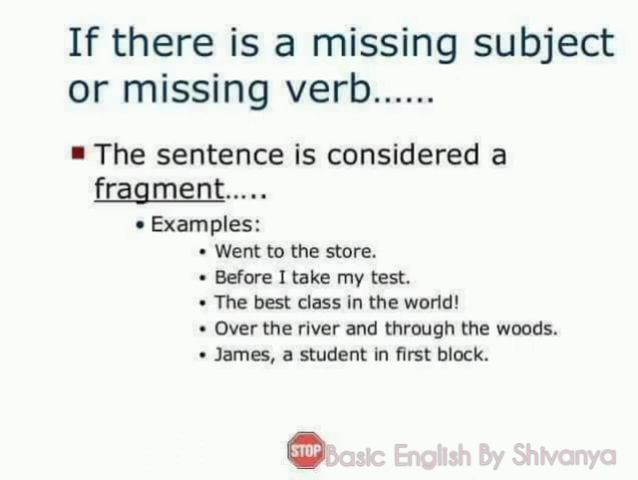 If there is a missing subject
or missing verb......
The sentence is considered a
fragment.....
Examples:
Went to the store.
Before I take my test.
The best class in the world!
Over the river and through the woods.
James, a student in first block.
STOP
Basic English By Shivanya